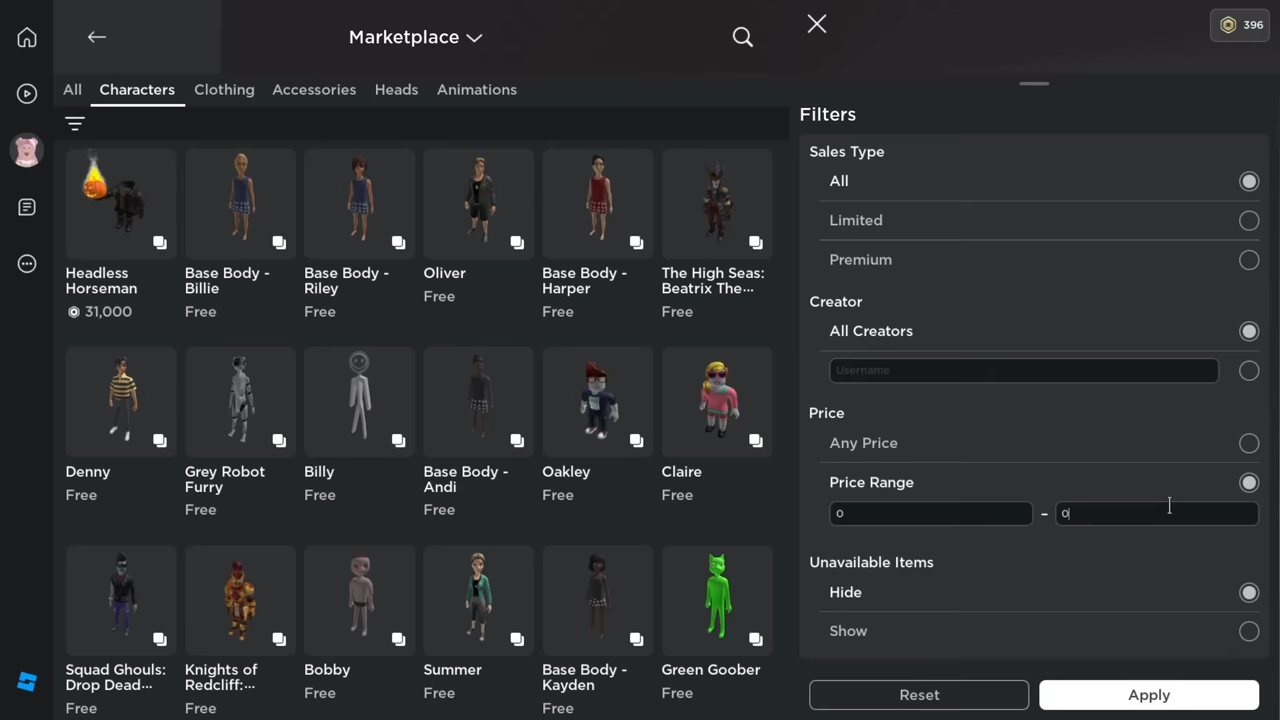 Marketplace
396
All Characters Clothing Accessories Heads Animations
Headless
Horseman
31,000
Base Body -
Billie
Free
Base Body -
Riley
Free
Oliver
Free
Base Body -
Harper
Free
The High Seas:
Beatrix The...
Free
Denny
Free
Grey Robot
Furry
Free
Billy
Free
Base Body -
Andi
Free
Oakley
Free
Claire
Free
Squad Ghouls:
Drop Dead...
Free
Knights of
Redcliff:...
Free
Bobby
Free
Summer
Free
Base Body -
Kayden
Free
Green Goober
Free
Filters
Sales Type
All
Limited
Premium
Creator
All Creators
Username
Price
Any Price
Price Range
0 - 0
Unavailable Items
Hide
Show
Reset Apply